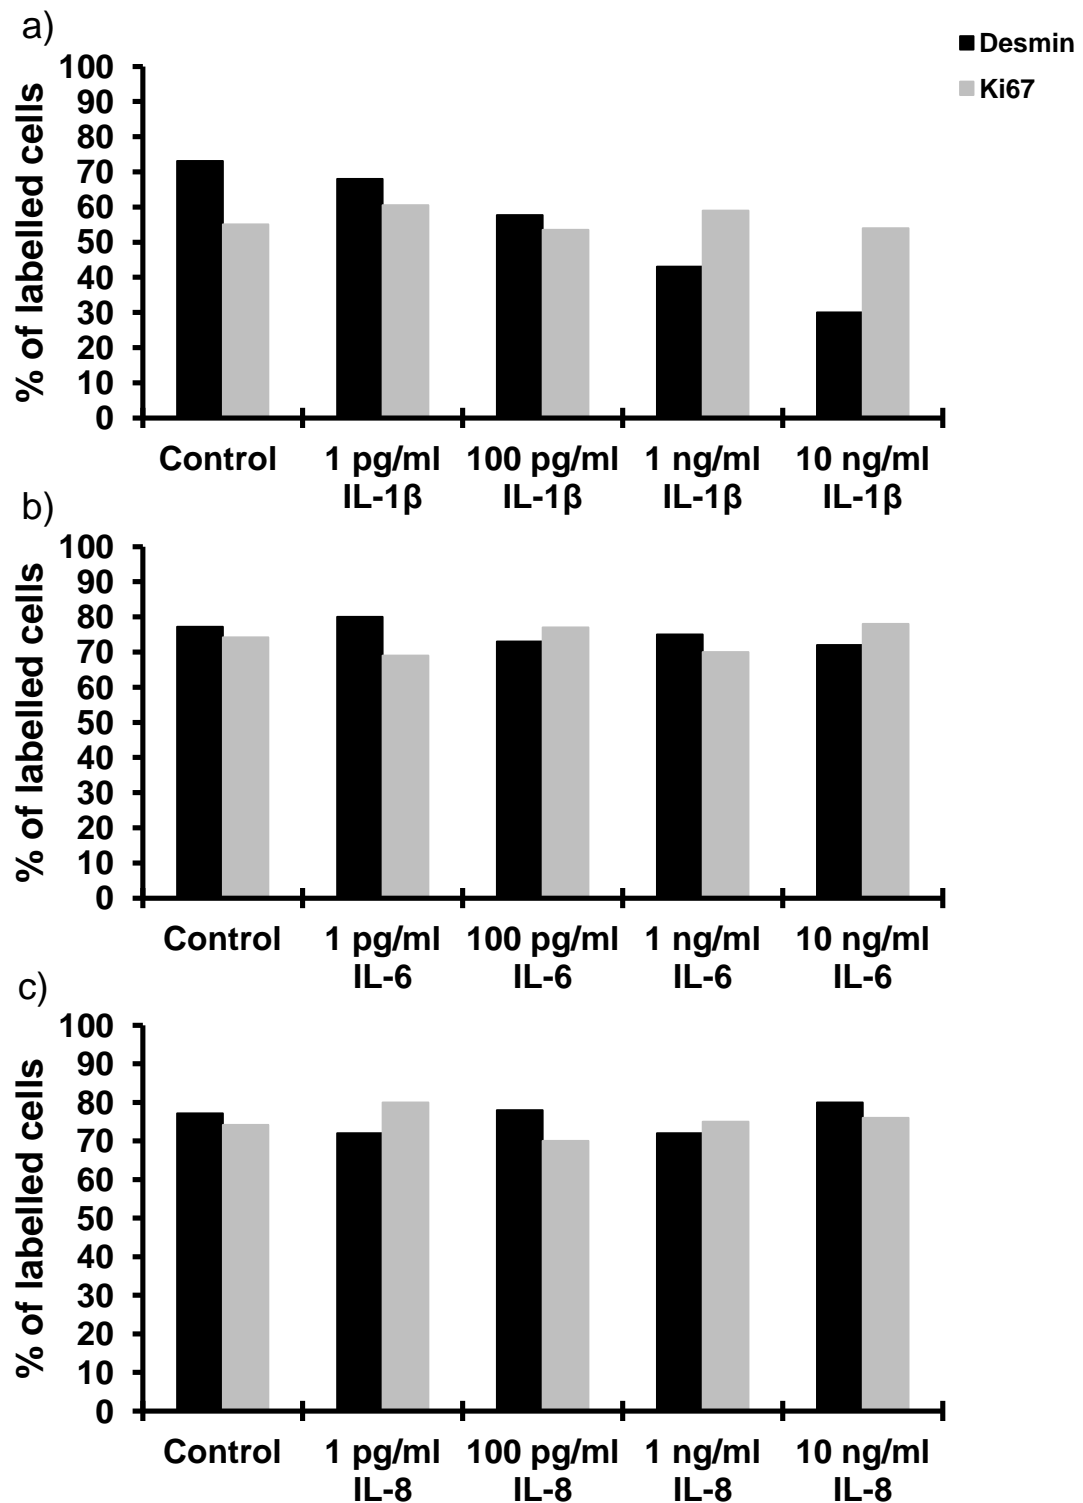 a)
Desmin
Ki67
% of labelled cells
100
90
80
70
60
50
40
30
20
10
0
Control 1 pg/ml 100 pg/ml 1 ng/ml 10 ng/ml
IL-1β IL-1β IL-1β IL-1β
b)
% of labelled cells
100
90
80
70
60
50
40
30
20
10
0
Control 1 pg/ml 100 pg/ml 1 ng/ml 10 ng/ml
IL-6 IL-6 IL-6 IL-6
c)
% of labelled cells
100
90
80
70
60
50
40
30
20
10
0
Control 1 pg/ml 100 pg/ml 1 ng/ml 10 ng/ml
IL-8 IL-8 IL-8 IL-8